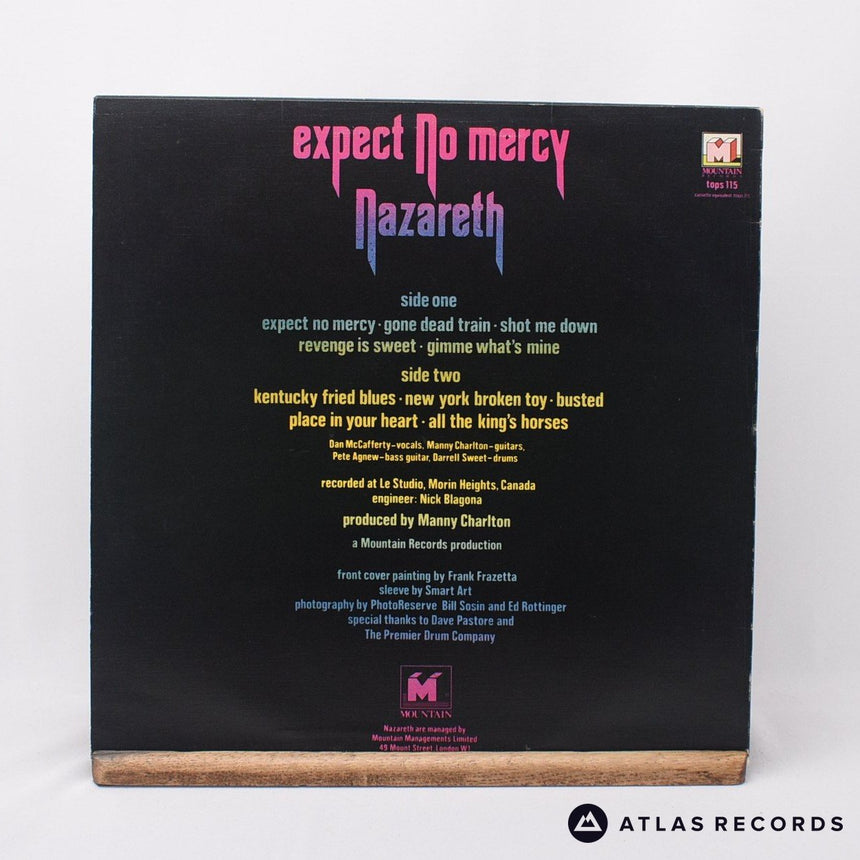 expect no mercy
Nazareth
MOUNTAIN
RECORDS
tops 115
side one
expect no mercy · gone dead train · shot me down
revenge is sweet · gimme what's mine
side two
kentucky fried blues · new york broken toy · busted
place in your heart · all the king's horses
Dan McCafferty-vocals, Manny Charlton-guitars,
Pete Agnew-bass guitar, Darrell Sweet-drums
recorded at Le Studio, Morin Heights, Canada
engineer: Nick Blagona
produced by Manny Charlton
a Mountain Records production
front cover painting by Frank Frazetta
sleeve by Smart Art
photography by PhotoReserve Bill Sosin and Ed Rottinger
special thanks to Dave Pastore and
The Premier Drum Company
MOUNTAIN
Nazareth are managed by
Mountain Managements Limited
49 Mount Street, London W1
ATLAS RECORDS